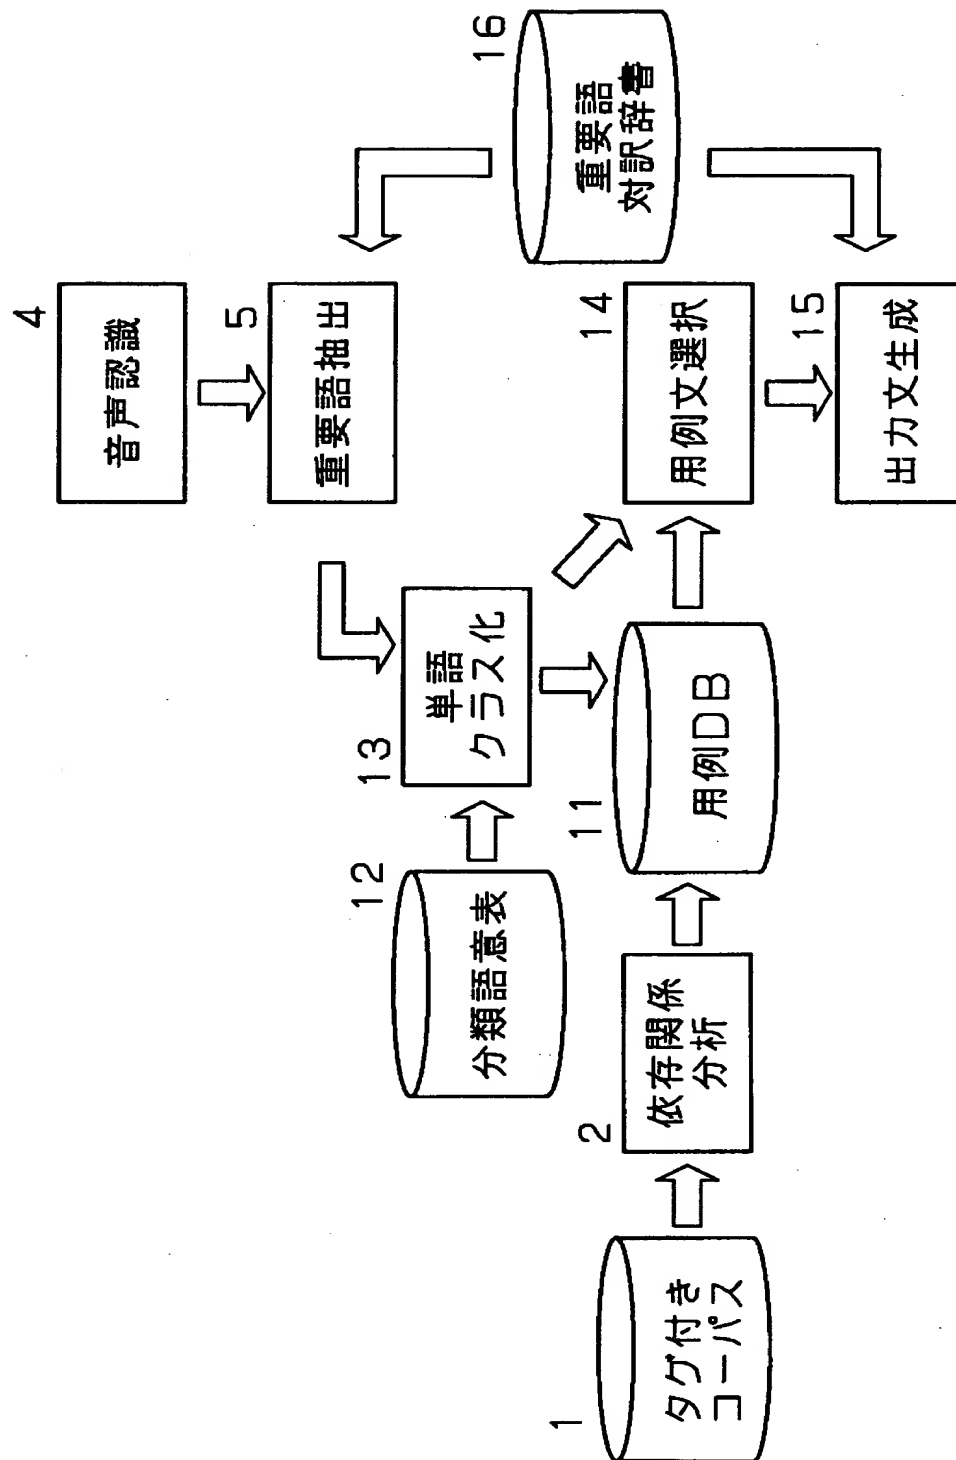 4
音声認識
5
重要語抽出
12
分類語意表
13
単語
クラス化
16
重要語
対訳辞書
1
タグ付き
コーパス
2
依存関係
分析
11
用例DB
14
用例文選択
15
出力文生成